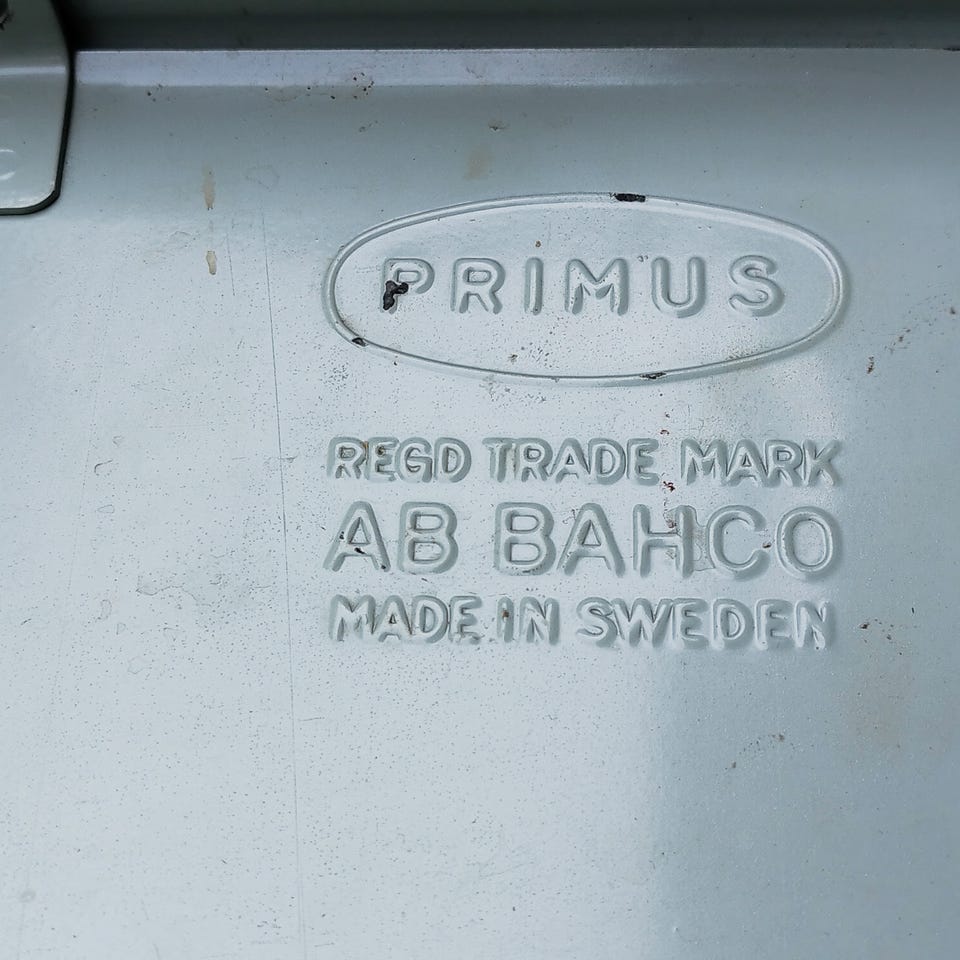 PRIMUS
REGD TRADE MARK
AB BAHCO
MADE IN SWEDEN